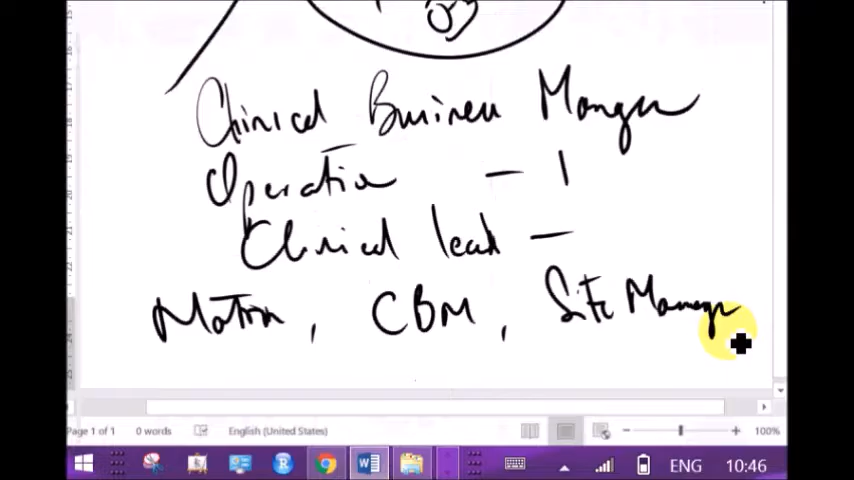 Clinical Business Manager
Operation - 1
Clinical lead -
Matron, CBM, Site Manager
Page 1 of 1 0 words English (United States) 100%
ENG 10:46